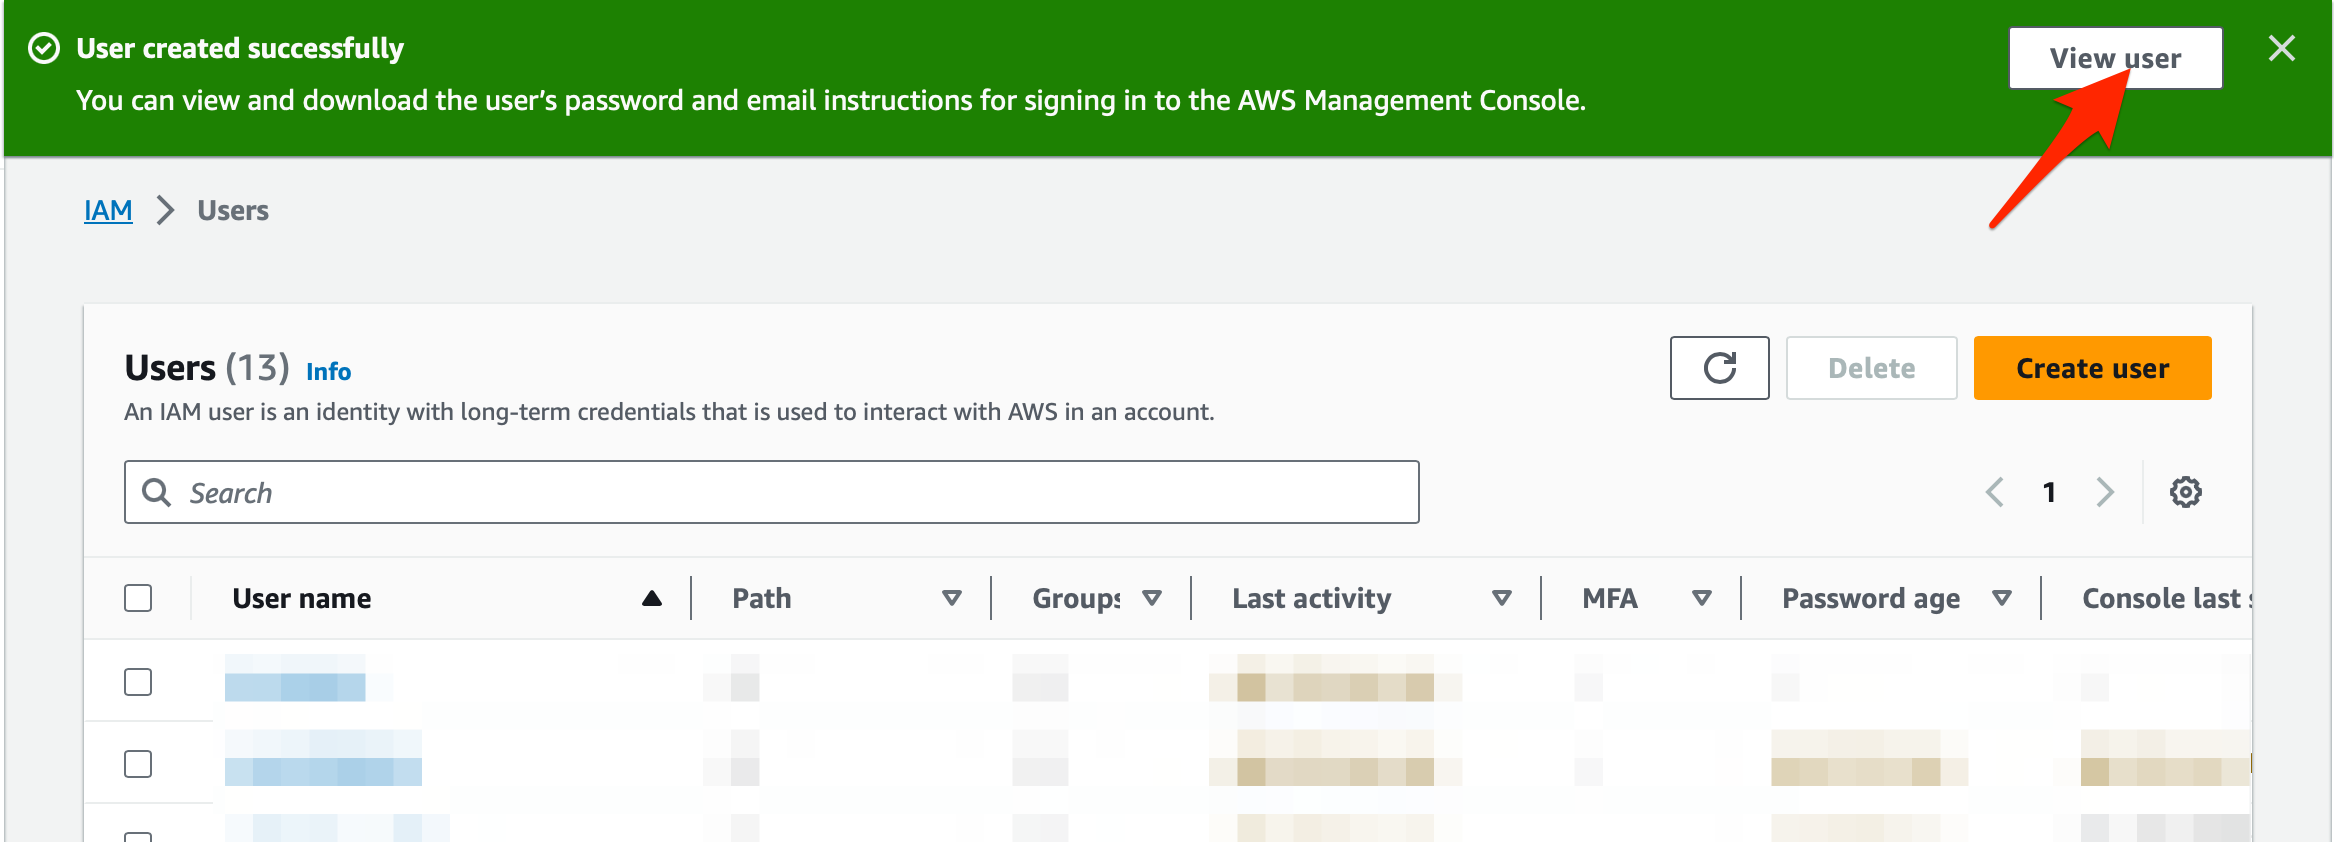 User created successfully
View user
You can view and download the user's password and email instructions for signing in to the AWS Management Console.
IAM > Users
Users (13) Info
Delete
Create user
An IAM user is an identity with long-term credentials that is used to interact with AWS in an account.
Search
1
User name Path Groups Last activity MFA Password age Console last s